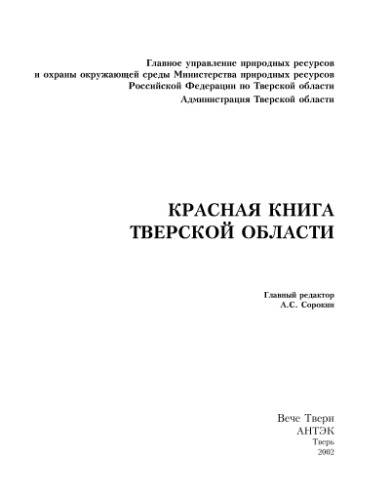 Главное управление природных ресурсов
и охраны окружающей среды Министерства природных ресурсов
Российской Федерации по Тверской области
Администрация Тверской области
КРАСНАЯ КНИГА
ТВЕРСКОЙ ОБЛАСТИ
Главный редактор
А.С. Сорокин
Вече Твери
АНТЭК
Тверь
2002